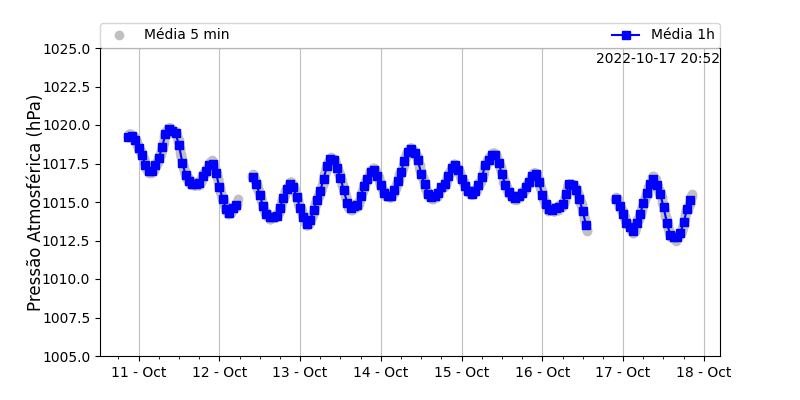 Média 5 min
Média 1h
2022-10-17 20:52
Pressão Atmosférica (hPa)
1025.0
1022.5
1020.0
1017.5
1015.0
1012.5
1010.0
1007.5
1005.0
11 - Oct
12 - Oct
13 - Oct
14 - Oct
15 - Oct
16 - Oct
17 - Oct
18 - Oct